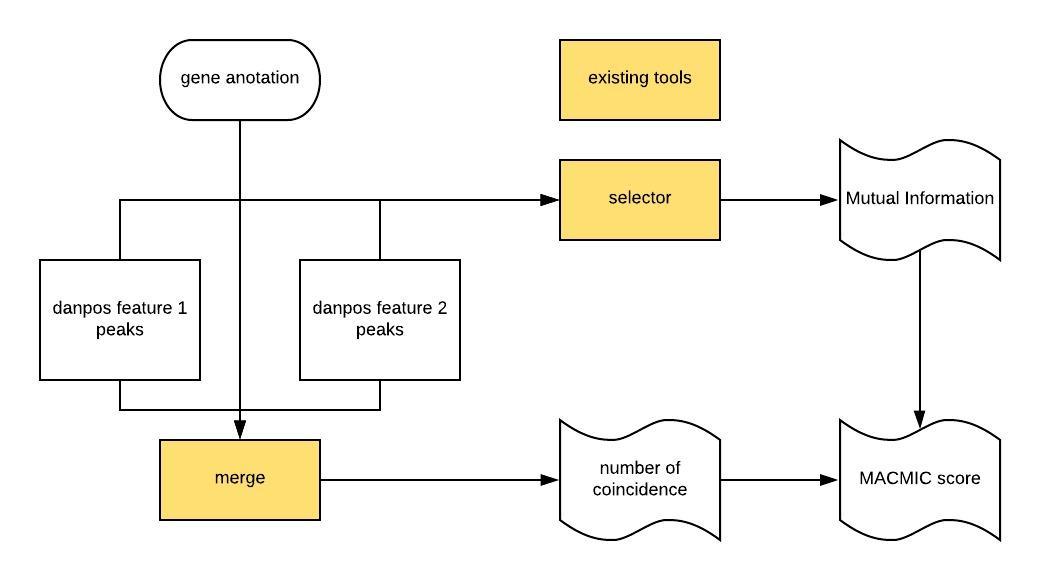 gene anotation
existing tools
selector
Mutual Information
danpos feature 1
peaks
danpos feature 2
peaks
merge
number of
coincidence
MACMIC score